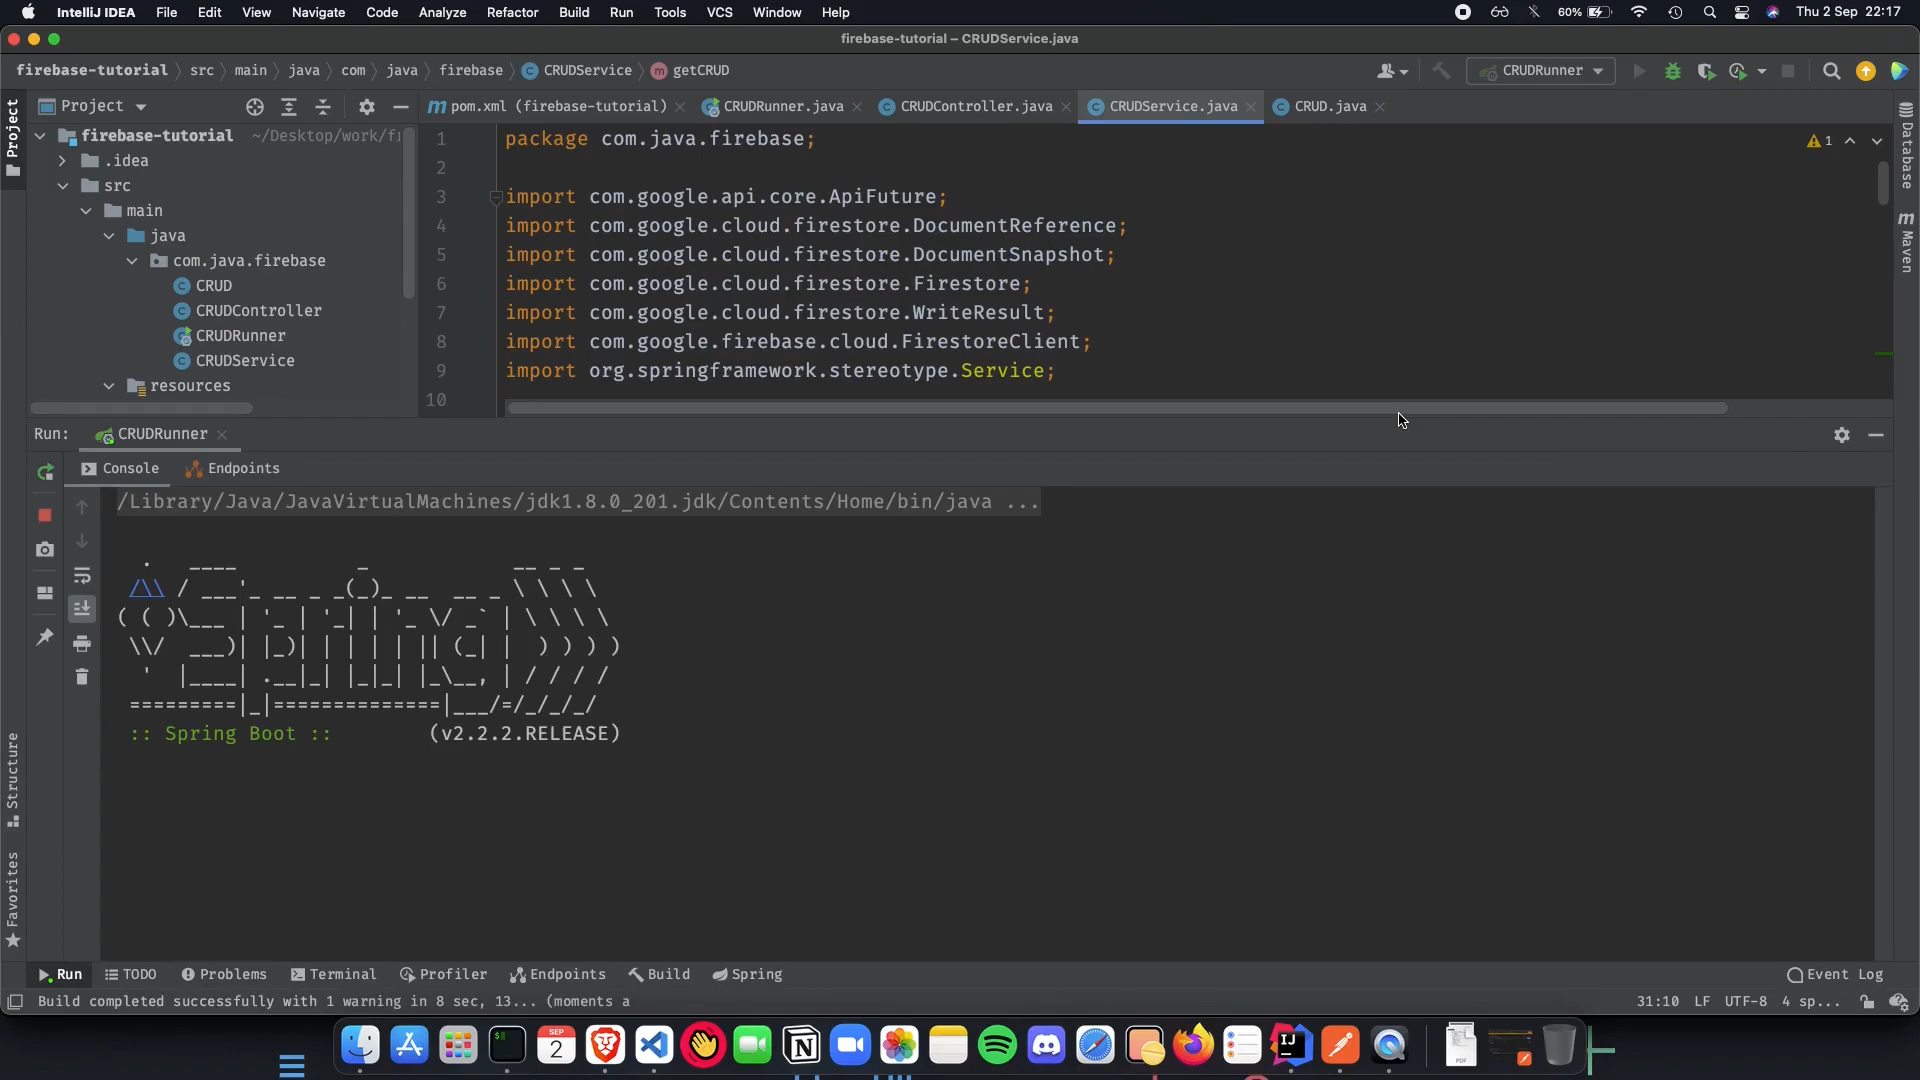 IntelliJ IDEA File Edit View Navigate Code Analyze Refactor Build Run Tools VCS Window Help 60% Thu 2 Sep 22:17
firebase-tutorial – CRUDService.java
firebase-tutorial src main java com java firebase CRUDService m getCRUD CRUDRunner
Project
Project
pom.xml (firebase-tutorial) CRUDRunner.java CRUDController.java CRUDService.java CRUD.java
firebase-tutorial ~/Desktop/work/fi
.idea
src
main
java
com.java.firebase
CRUD
CRUDController
CRUDRunner
CRUDService
resources
1 package com.java.firebase;
2
3 import com.google.api.core.ApiFuture;
4 import com.google.cloud.firestore.DocumentReference;
5 import com.google.cloud.firestore.DocumentSnapshot;
6 import com.google.cloud.firestore.Firestore;
7 import com.google.cloud.firestore.WriteResult;
8 import com.google.firebase.cloud.FirestoreClient;
9 import org.springframework.stereotype.Service;
10
1
Database
Maven
Run: CRUDRunner
Console Endpoints
/Library/Java/JavaVirtualMachines/jdk1.8.0_201.jdk/Contents/Home/bin/java ...
Spring
:: Spring Boot :: (v2.2.2.RELEASE)
Structure
Favorites
Run TODO Problems Terminal Profiler Endpoints Build Spring Event Log
Build completed successfully with 1 warning in 8 sec, 13... (moments a 31:10 LF UTF-8 4 sp...
SEP
2
IJ
PDF